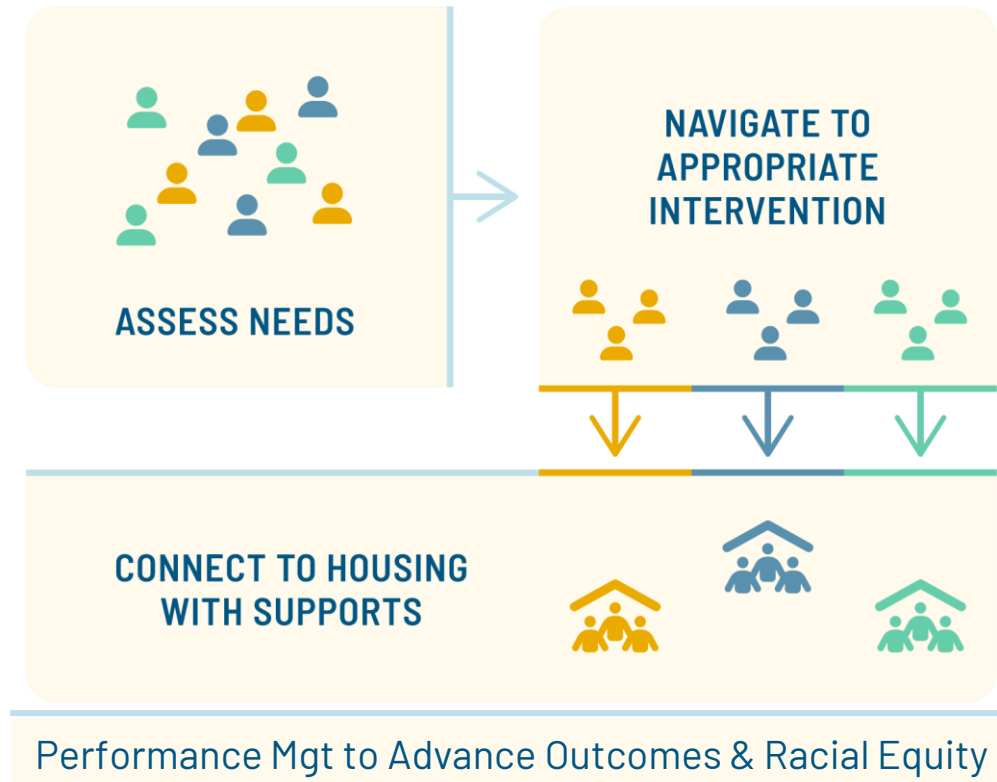 ASSESS NEEDS
NAVIGATE TO
APPROPRIATE
INTERVENTION
CONNECT TO HOUSING
WITH SUPPORTS
Performance Mgt to Advance Outcomes & Racial Equity